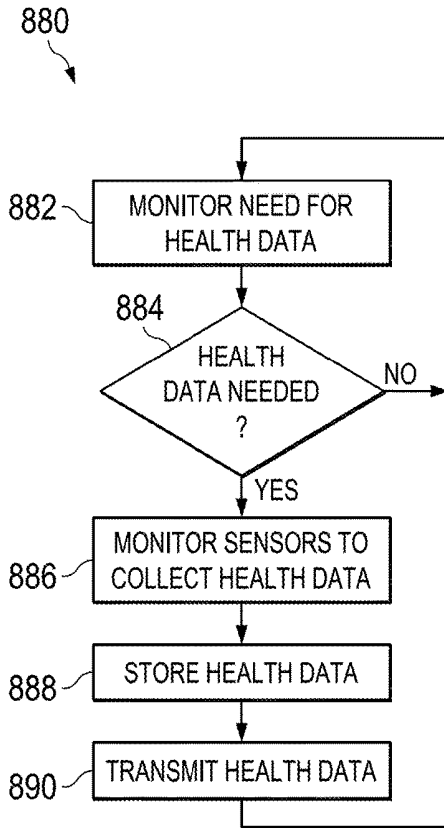 880
882
MONITOR NEED FOR
HEALTH DATA
884
HEALTH
DATA NEEDED
?
NO
YES
886
MONITOR SENSORS TO
COLLECT HEALTH DATA
888
STORE HEALTH DATA
890
TRANSMIT HEALTH DATA